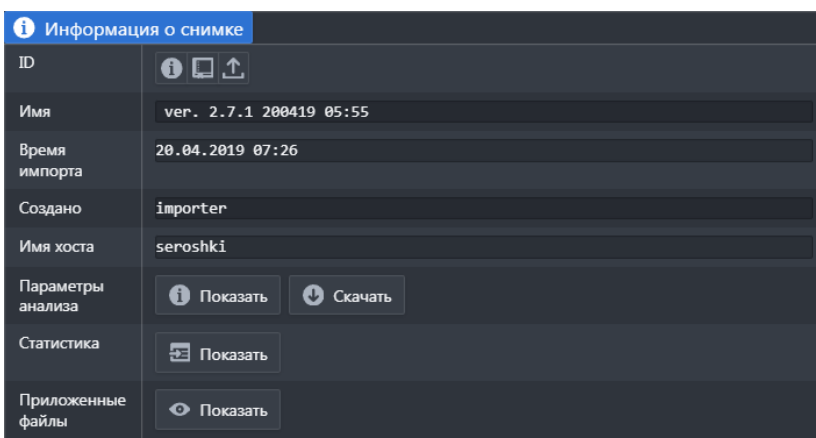 Информация о снимке
ID
Имя ver. 2.7.1 200419 05:55
Время импорта 20.04.2019 07:26
Создано importer
Имя хоста seroshki
Параметры анализа Показать Скачать
Статистика Показать
Приложенные файлы Показать